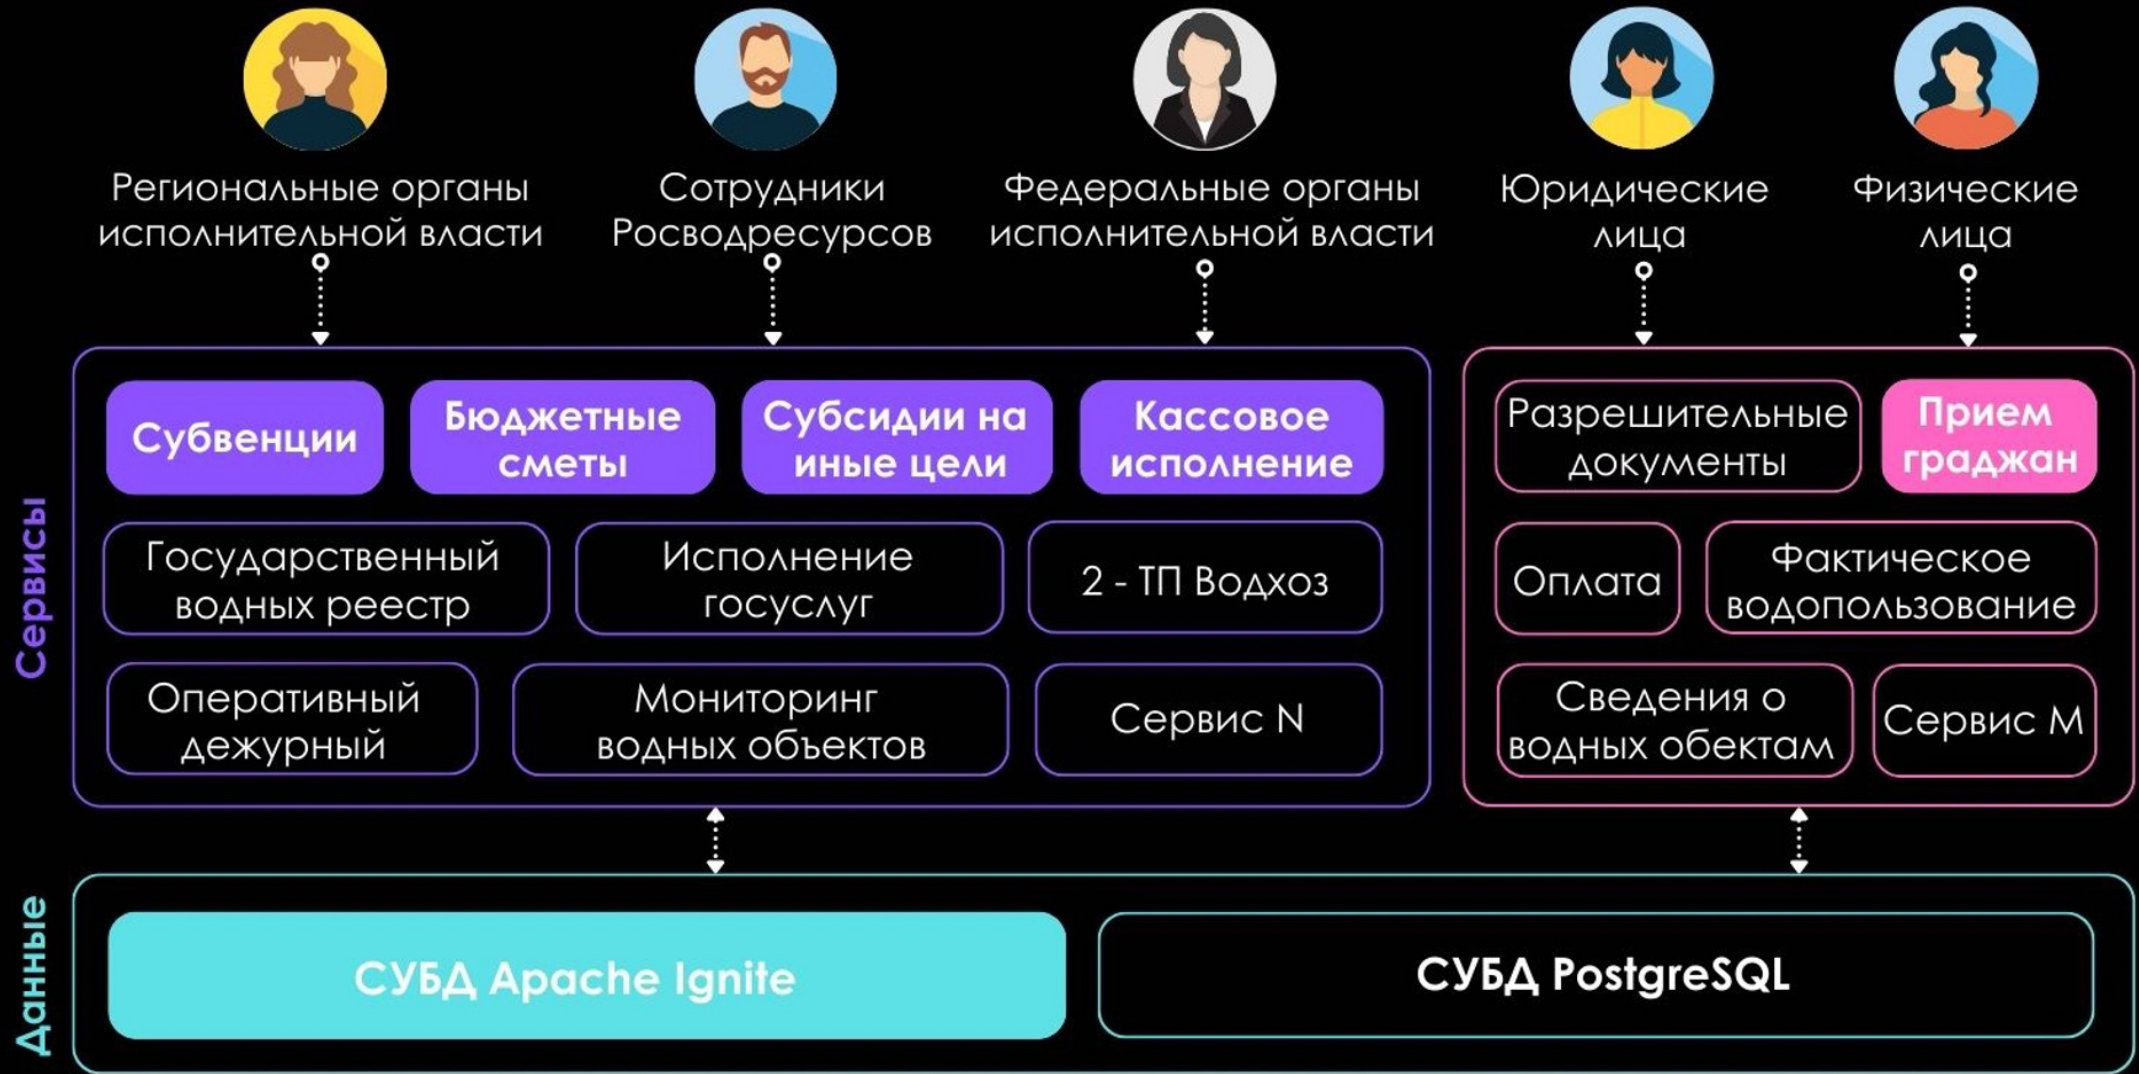 Региональные органы
исполнительной власти
Сотрудники
Росводресурсов
Федеральные органы
исполнительной власти
Юридические
лица
Физические
лица
Сервисы
Субвенции
Бюджетные
сметы
Субсидии на
иные цели
Кассовое
исполнение
Государственный
водных реестр
Исполнение
госуслуг
2 - ТП Водхоз
Оперативный
дежурный
Мониторинг
водных объектов
Сервис N
Разрешительные
документы
Прием
граджан
Оплата
Фактическое
водопользование
Сведения о
водных обектам
Сервис М
Данные
СУБД Apache Ignite
СУБД PostgreSQL